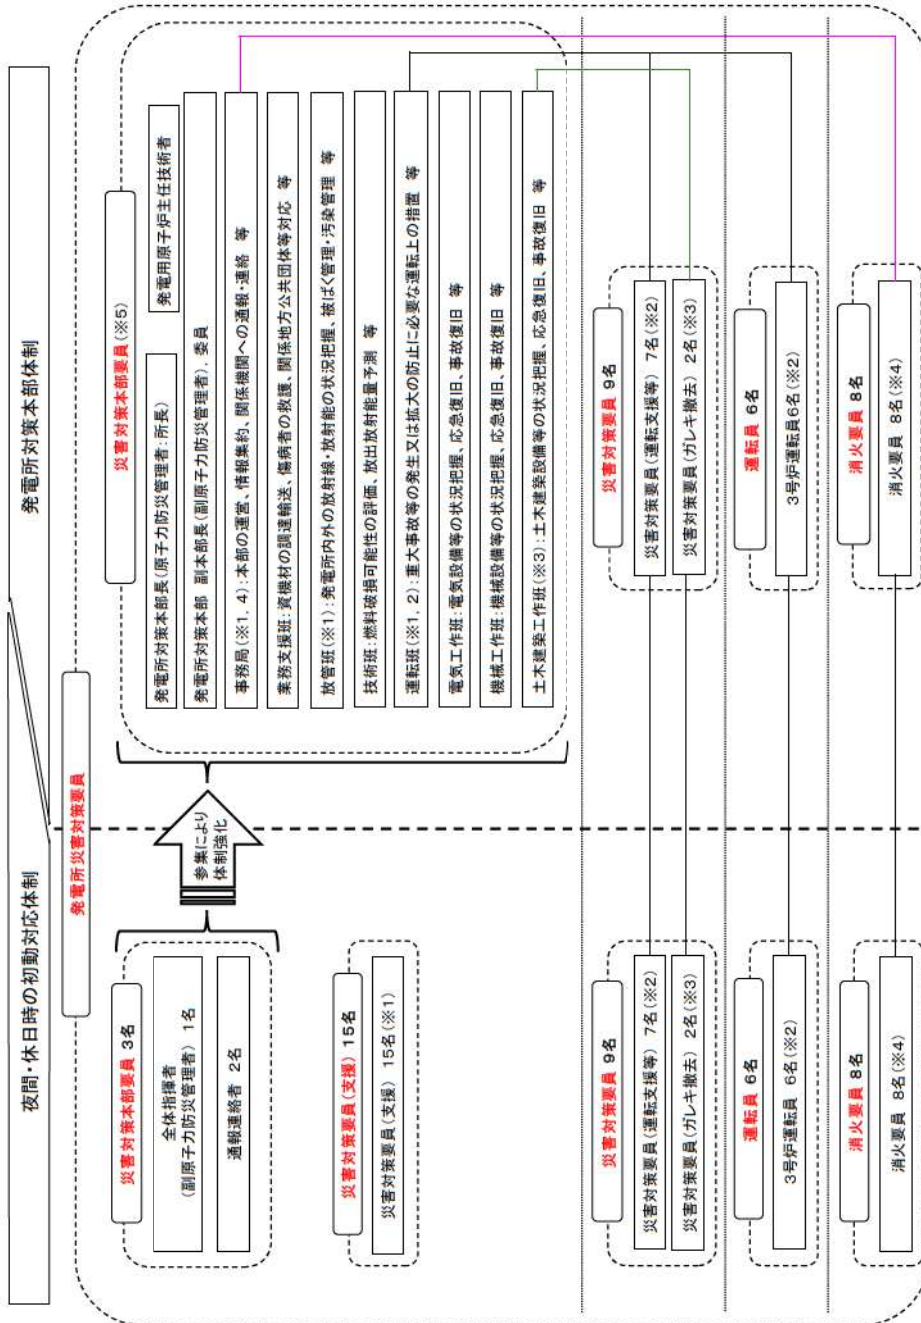 夜間・休日時の初動対応体制
発電所対策本部体制
発電所災害対策要員
災害対策本部要員 3名
全体指揮者
(副原子力防災管理者) 1名
通報連絡者 2名
災害対策要員(支援) 15名
災害対策要員(支援) 15名(※1)
災害対策要員 9名
災害対策要員(運転支援等) 7名(※2)
災害対策要員(ガレキ撤去) 2名(※3)
運転員 6名
3号炉運転員 6名(※2)
消火要員 8名
消火要員 8名(※4)
参集により
体制強化
災害対策本部要員(※5)
発電所対策本部長(原子力防災管理者:所長)
発電用原子炉主任技術者
発電所対策本部 副本部長(副原子力防災管理者)、委員
事務局(※1, 4):本部の運営、情報集約、関係機関への通報・連絡 等
業務支援班:資機材の調達輸送、傷病者の救護、関係地方公共団体等対応 等
放管班(※1):発電所内外の放射線・放射能の状況把握、被ばく管理・汚染管理 等
技術班:燃料破損可能性の評価、放出放射能量予測 等
運転班(※1, 2):重大事故等の発生又は拡大の防止に必要な運転上の措置 等
電気工作班:電気設備等の状況把握、応急復旧、事故復旧 等
機械工作班:機械設備等の状況把握、応急復旧、事故復旧 等
土木建築工作班(※3):土木建築設備等の状況把握、応急復旧、事故復旧 等
災害対策要員 9名
災害対策要員(運転支援等) 7名(※2)
災害対策要員(ガレキ撤去) 2名(※3)
運転員 6名
3号炉運転員6名(※2)
消火要員 8名
消火要員 8名(※4)